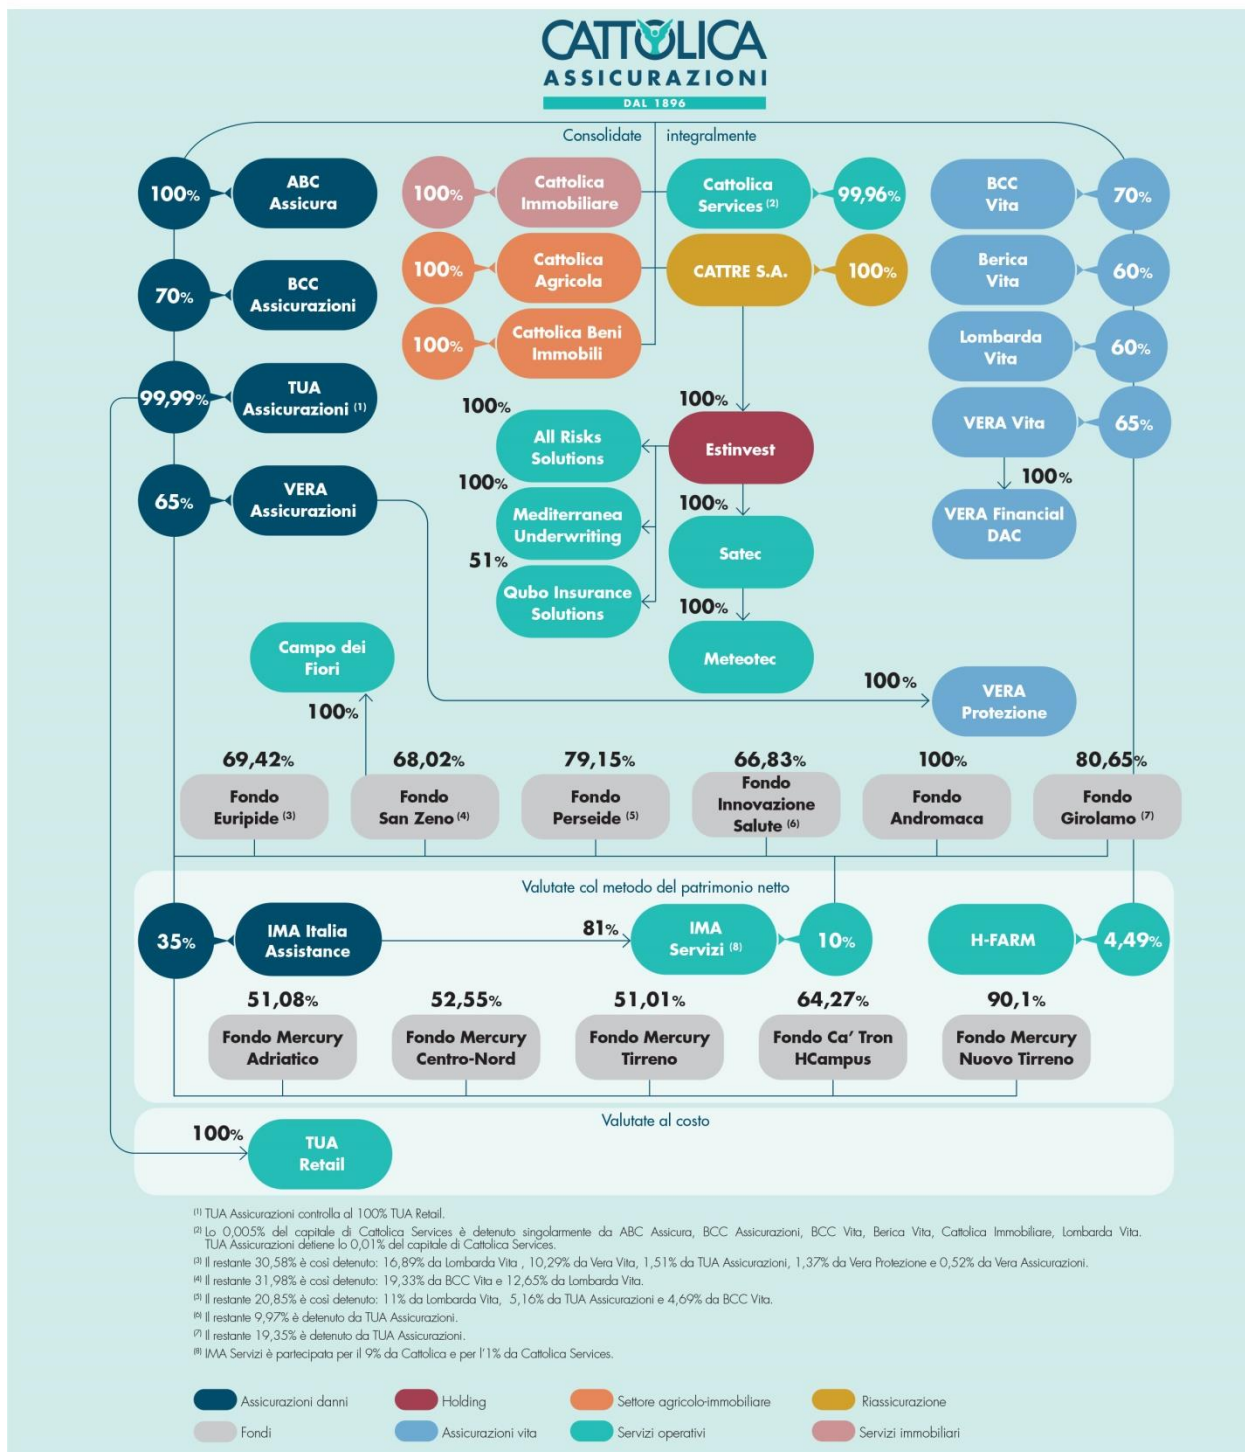 CATTOLICA
ASSICURAZIONI
DAL 1896
Consolidate integralmente
100%
ABC
Assicura
70%
BCC
Assicurazioni
99,99%
TUA
Assicurazioni (1)
65%
VERA
Assicurazioni
100%
Cattolica
Immobiliare
100%
Cattolica
Agricola
100%
Cattolica Beni
Immobili
Cattolica
Services (2)
99,96%
CATTRE S.A.
100%
BCC
Vita
70%
Berica
Vita
60%
Lombarda
Vita
60%
VERA Vita
65%
100%
VERA Financial
DAC
100%
Estinvest
100%
All Risks
Solutions
100%
Mediterranea
Underwriting
51%
Qubo Insurance
Solutions
100%
Satec
100%
Meteotec
Campo dei
Fiori
100%
100%
VERA
Protezione
69,42%
Fondo
Euripide (3)
68,02%
Fondo
San Zeno (4)
79,15%
Fondo
Perseide (5)
66,83%
Fondo
Innovazione
Salute (6)
100%
Fondo
Andromaca
80,65%
Fondo
Girolamo (7)
Valutate col metodo del patrimonio netto
35%
IMA Italia
Assistance
81%
IMA
Servizi (8)
10%
H-FARM
4,49%
51,08%
Fondo Mercury
Adriatico
52,55%
Fondo Mercury
Centro-Nord
51,01%
Fondo Mercury
Tirreno
64,27%
Fondo Ca' Tron
HCampus
90,1%
Fondo Mercury
Nuovo Tirreno
Valutate al costo
100%
TUA
Retail
(1) TUA Assicurazioni controlla al 100% TUA Retail.
(2) Lo 0,005% del capitale di Cattolica Services è detenuto singolarmente da ABC Assicura, BCC Assicurazioni, BCC Vita, Berica Vita, Cattolica Immobiliare, Lombarda Vita.
TUA Assicurazioni detiene lo 0,01% del capitale di Cattolica Services.
(3) Il restante 30,58% è così detenuto: 16,89% da Lombarda Vita , 10,29% da Vera Vita, 1,51% da TUA Assicurazioni, 1,37% da Vera Protezione e 0,52% da Vera Assicurazioni.
(4) Il restante 31,98% è così detenuto: 19,33% da BCC Vita e 12,65% da Lombarda Vita.
(5) Il restante 20,85% è così detenuto: 11% da Lombarda Vita, 5,16% da TUA Assicurazioni e 4,69% da BCC Vita.
(6) Il restante 9,97% è detenuto da TUA Assicurazioni.
(7) Il restante 19,35% è detenuto da TUA Assicurazioni.
(8) IMA Servizi è partecipata per il 9% da Cattolica e per l'1% da Cattolica Services.
Assicurazioni danni
Holding
Settore agricolo-immobiliare
Riassicurazione
Fondi
Assicurazioni vita
Servizi operativi
Servizi immobiliari